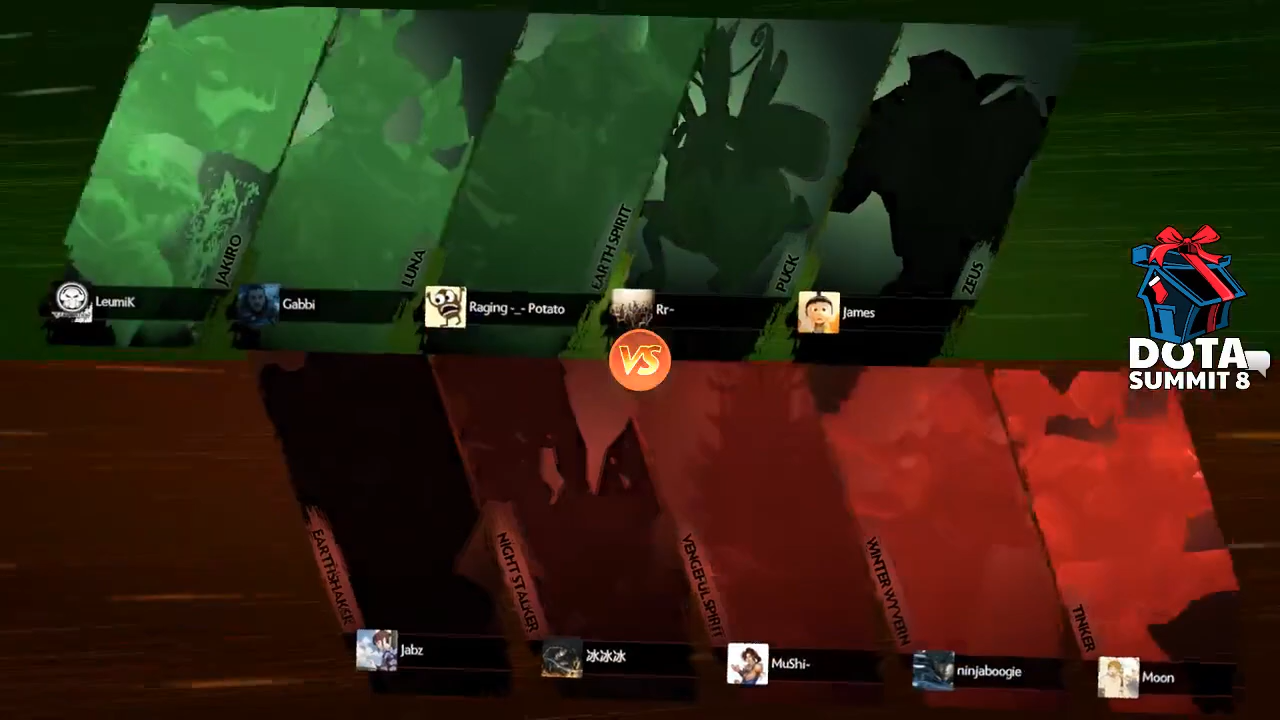 JAKIRO
LUNA
EARTH SPIRIT
PUCK
ZEUS
LeumiK
Gabbi
Raging -_- Potato
Rr-
James
VS
DOTA
SUMMIT 8
EARTHSHAKER
NIGHT STALKER
VENGEFUL SPIRIT
WINTER WYVERN
TINKER
Jabz
冰冰冰
MuShi-
ninjaboogie
Moon